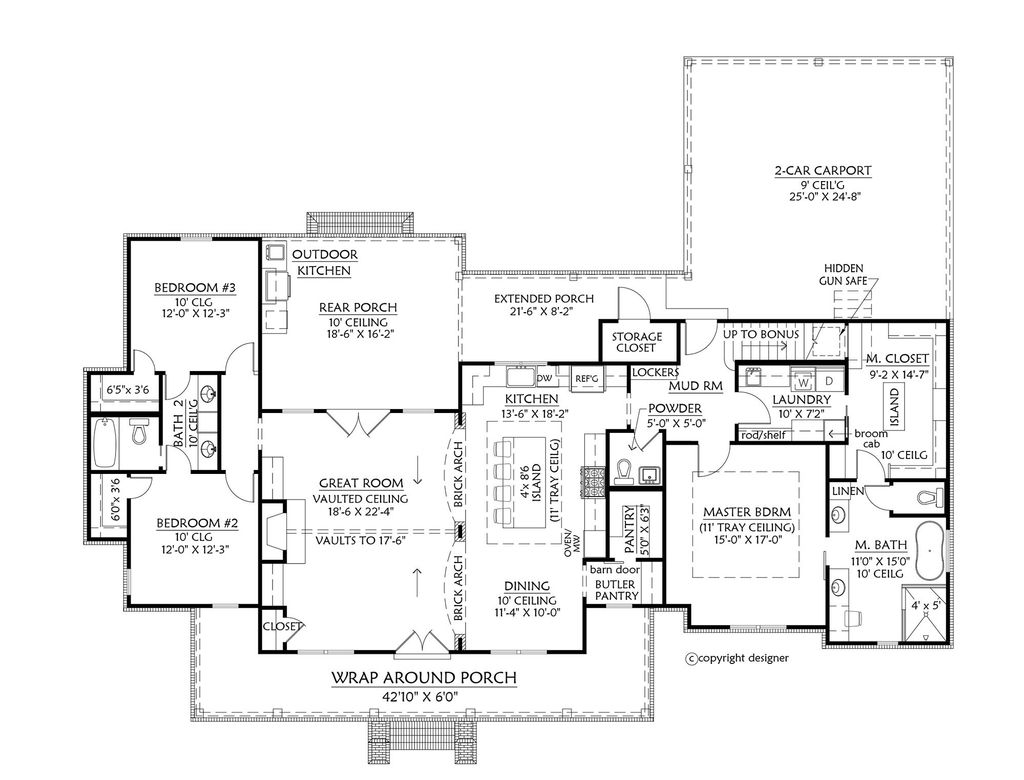 2-CAR CARPORT
9' CEIL'G
25'-0" X 24'-8"
HIDDEN
GUN SAFE
OUTDOOR
KITCHEN
REAR PORCH
10' CEILING
18'-6" X 16'-2"
EXTENDED PORCH
21'-6" X 8'-2"
BEDROOM #3
10' CLG
12'-0" X 12'-3"
STORAGE
CLOSET
UP TO BONUS
M. CLOSET
9'-2 X 14'-7"
ISLAND
10' CEILG
LOCKERS
MUD RM
DW
REF'G
KITCHEN
13'-6" X 18'-2"
POWDER
5'-0" X 5'-0"
W
D
LAUNDRY
10' X 7'2"
rod/shelf
broom
cab
6'5"x 3'6
BATH 2
10' CEIL'G
6'0"x 3'6
GREAT ROOM
VAULTED CEILING
18'-6 X 22'-4"
VAULTS TO 17'-6"
BRICK ARCH
BRICK ARCH
4'x 8'6
ISLAND
(11' TRAY CEILG)
OVEN/
MW
PANTRY
5'0" X 6'3"
MASTER BDRM
(11' TRAY CEILING)
15'-0" X 17'-0"
LINEN
M. BATH
11'0" X 15'0"
10' CEILG
4' x 5'
BEDROOM #2
10' CLG
12'-0" X 12'-3"
barn door
BUTLER
PANTRY
DINING
10' CEILING
11'-4" X 10'-0"
CLOSET
WRAP AROUND PORCH
42'10" X 6'0"
©copyright designer